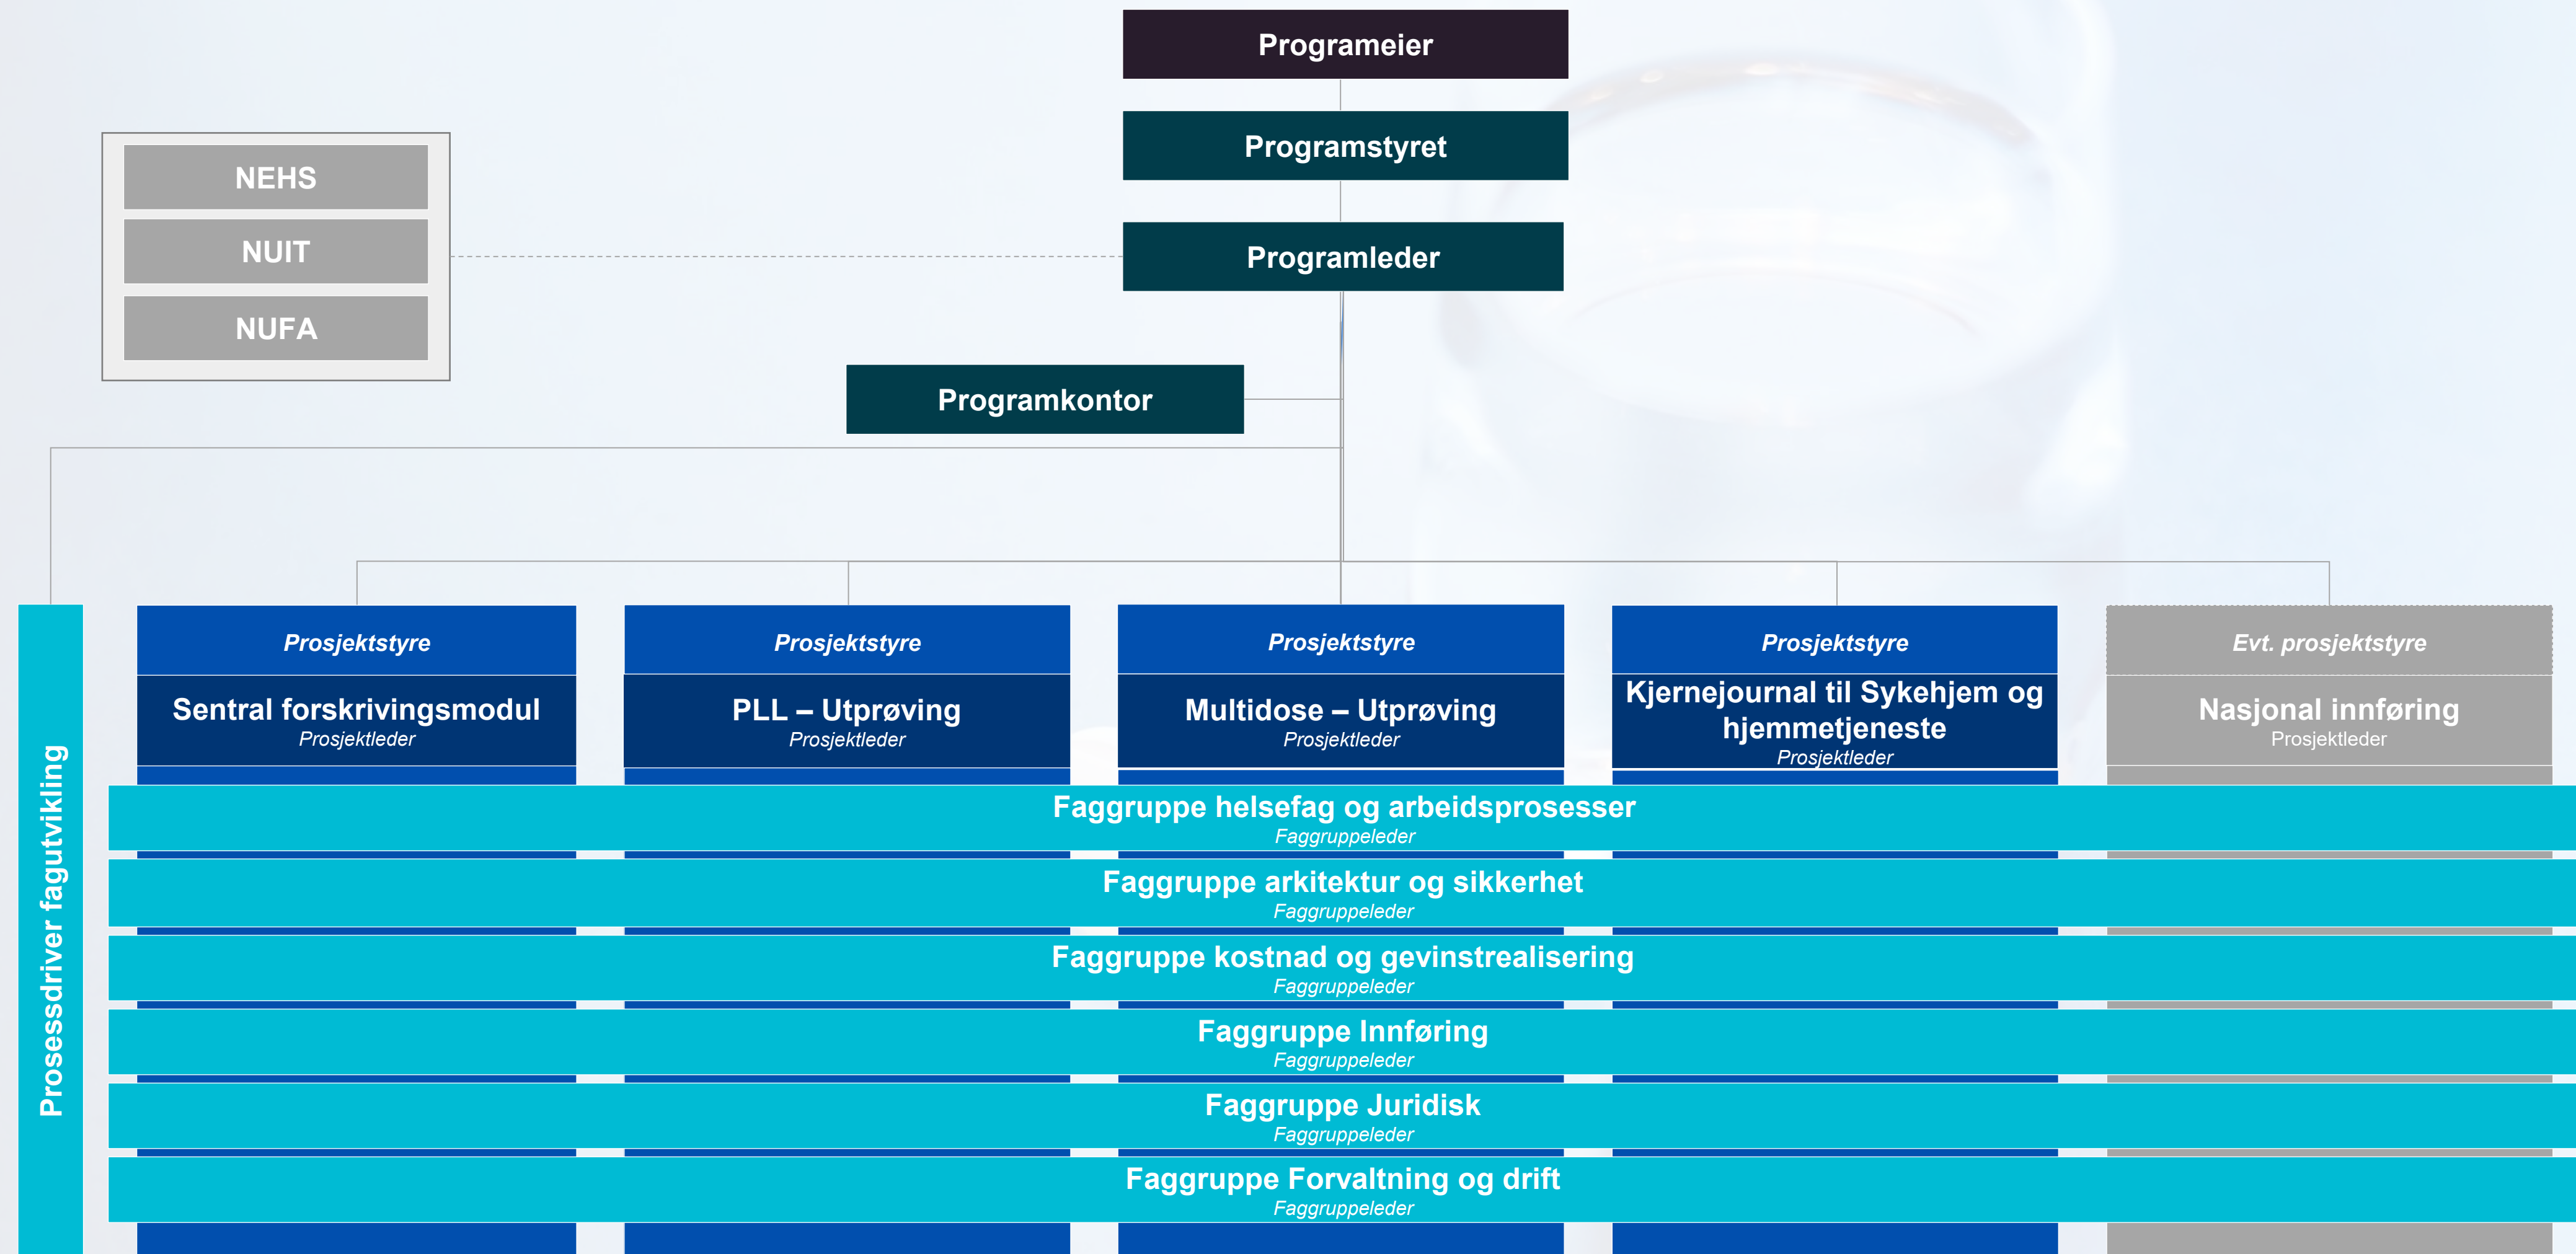 Programeier
Programstyret
NEHS
NUIT
NUFA
Programleder
Programkontor
Prosessdriver fagutvikling
Prosjektstyre
Sentral forskrivingsmodul
Prosjektleder
Prosjektstyre
PLL – Utprøving
Prosjektleder
Prosjektstyre
Multidose – Utprøving
Prosjektleder
Prosjektstyre
Kjernejournal til Sykehjem og
hjemmetjeneste
Prosjektleder
Evt. prosjektstyre
Nasjonal innføring
Prosjektleder
Faggruppe helsefag og arbeidsprosesser
Faggruppeleder
Faggruppe arkitektur og sikkerhet
Faggruppeleder
Faggruppe kostnad og gevinstrealisering
Faggruppeleder
Faggruppe Innføring
Faggruppeleder
Faggruppe Juridisk
Faggruppeleder
Faggruppe Forvaltning og drift
Faggruppeleder